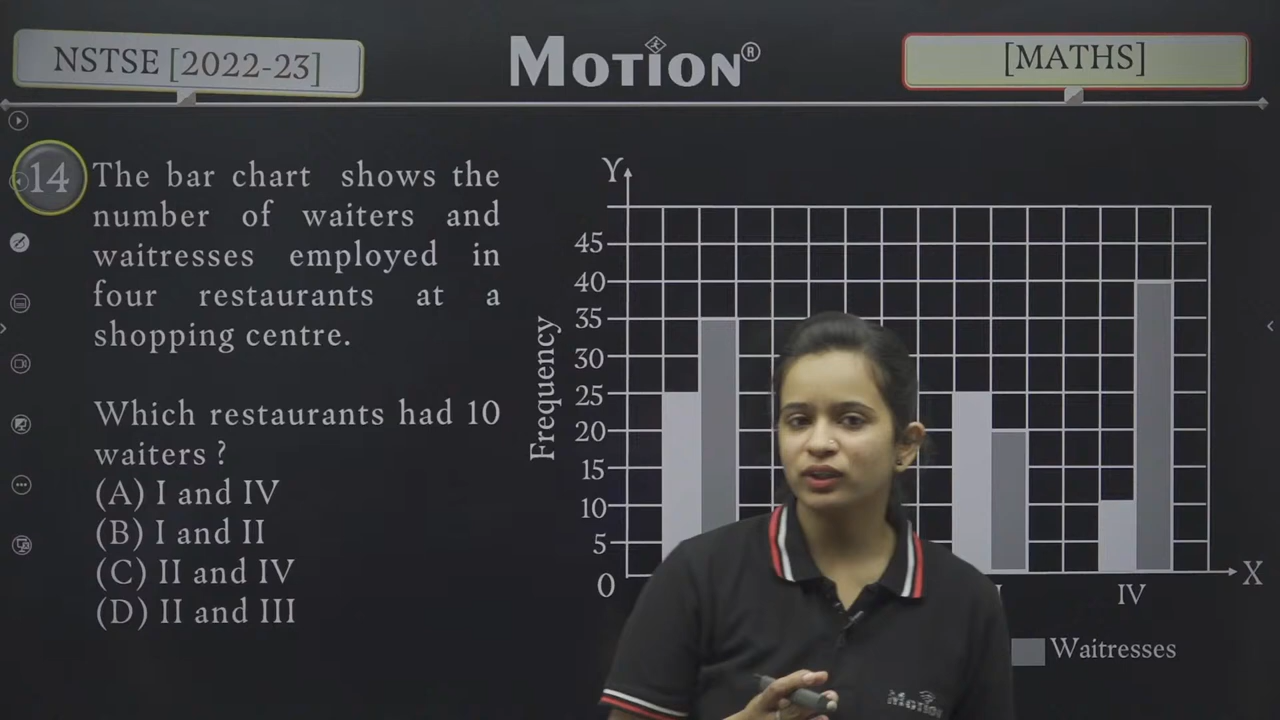 NSTSE [2022-23]
MOTION®
[MATHS]
14
The bar chart shows the
number of waiters and
waitresses employed in
four restaurants at a
shopping centre.
Which restaurants had 10
waiters ?
(A) I and IV
(B) I and II
(C) II and IV
(D) II and III
Y
45
40
35
30
25
20
15
10
5
0
Frequency
X
IV
Waitresses
Motion